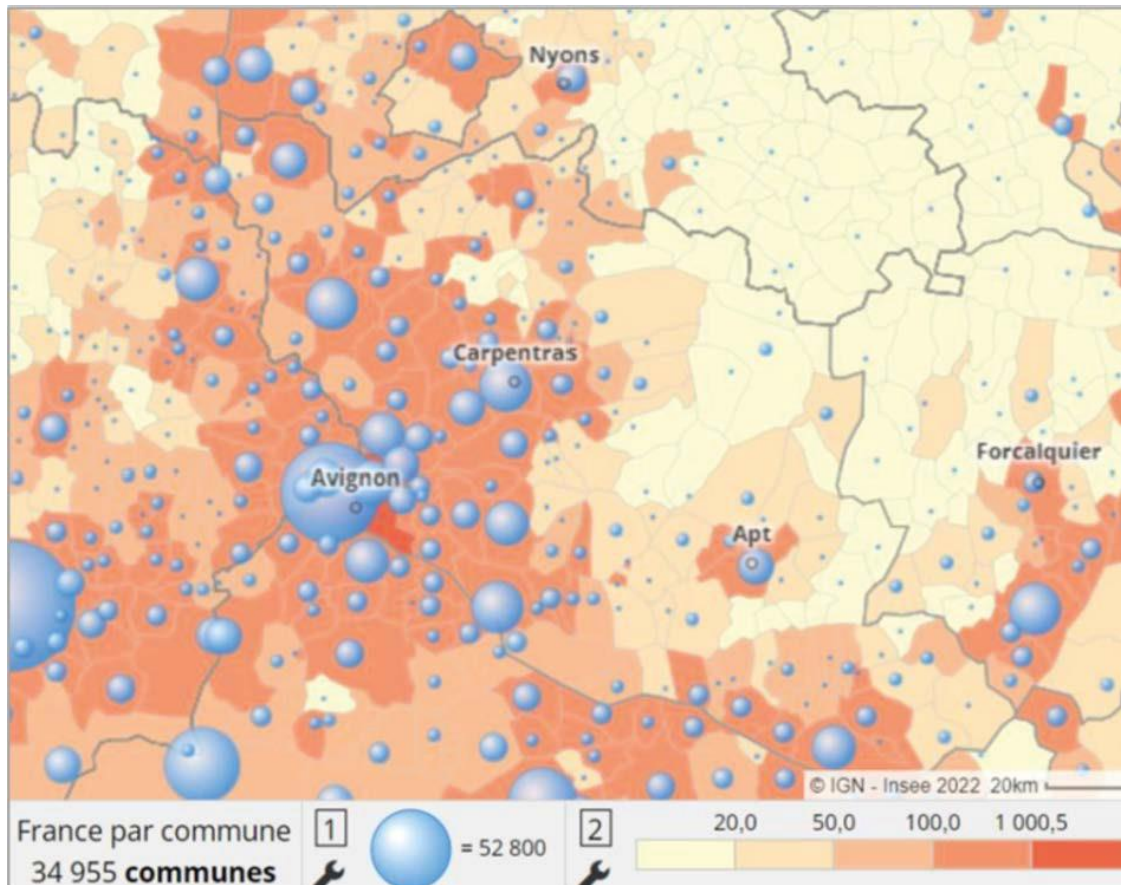 Nyons
Carpentras
Avignon
Forcalquier
Apt
© IGN - Insee 2022 20km
France par commune
34 955 communes
1
= 52 800
2
20,0 50,0 100,0 1 000,5